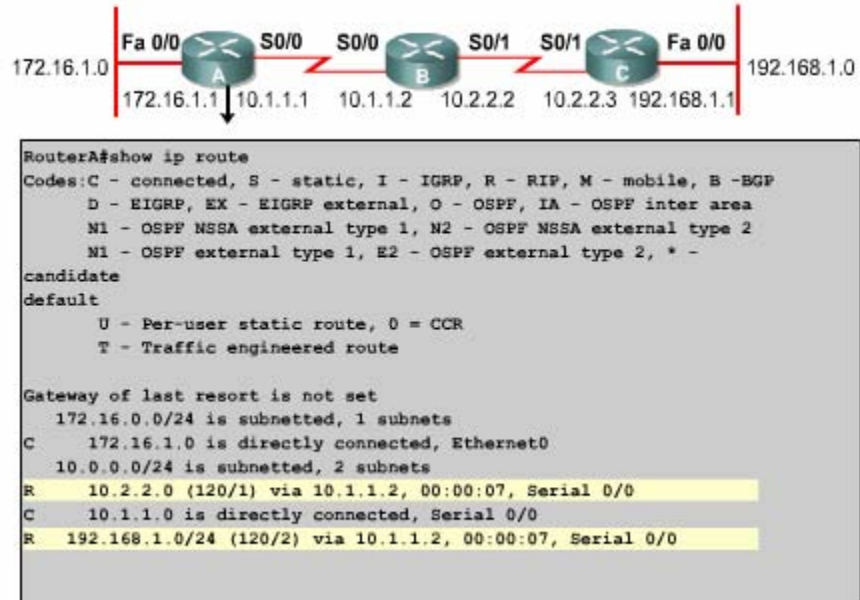 Fa 0/0 S0/0 S0/0 S0/1 S0/1 Fa 0/0
172.16.1.0 A B C 192.168.1.0
172.16.1.1 10.1.1.1 10.1.1.2 10.2.2.2 10.2.2.3 192.168.1.1
RouterA#show ip route
Codes:C - connected, S - static, I - IGRP, R - RIP, M - mobile, B -BGP
D - EIGRP, EX - EIGRP external, O - OSPF, IA - OSPF inter area
N1 - OSPF NSSA external type 1, N2 - OSPF NSSA external type 2
N1 - OSPF external type 1, E2 - OSPF external type 2, * -
candidate
default
U - Per-user static route, 0 = CCR
T - Traffic engineered route
Gateway of last resort is not set
172.16.0.0/24 is subnetted, 1 subnets
C 172.16.1.0 is directly connected, Ethernet0
10.0.0.0/24 is subnetted, 2 subnets
R 10.2.2.0 (120/1) via 10.1.1.2, 00:00:07, Serial 0/0
C 10.1.1.0 is directly connected, Serial 0/0
R 192.168.1.0/24 (120/2) via 10.1.1.2, 00:00:07, Serial 0/0